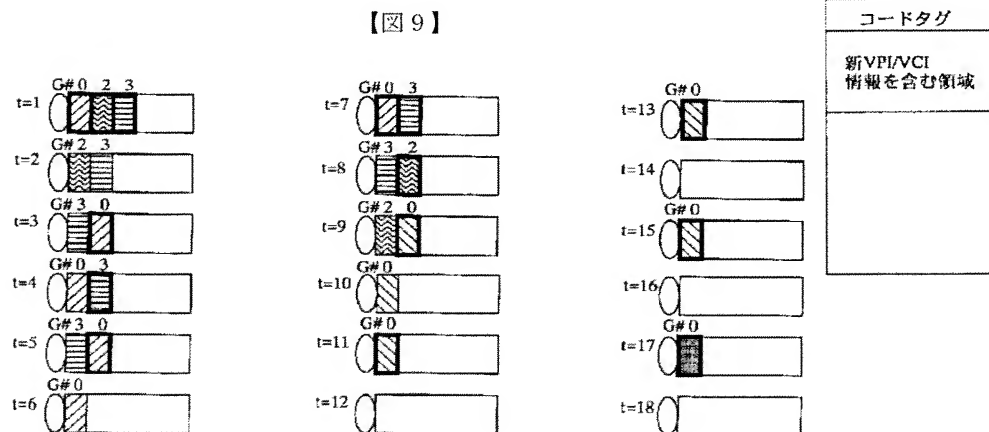 【図9】
G# 0 2 3
t=1
G# 2 3
t=2
G# 3 0
t=3
G# 0 3
t=4
G# 3 0
t=5
G# 0
t=6
G# 0 3
t=7
G# 3 2
t=8
G# 2 0
t=9
G# 0
t=10
G# 0
t=11
t=12
G# 0
t=13
t=14
G# 0
t=15
t=16
G# 0
t=17
t=18
コードタグ
新VPI/VCI
情報を含む領域